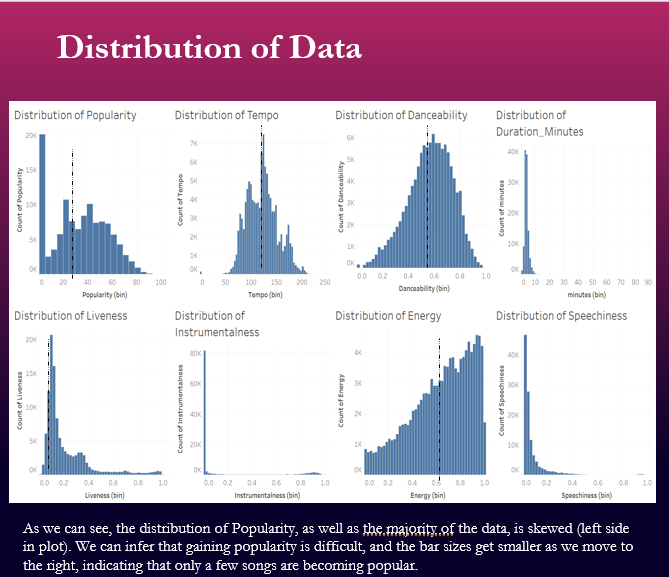 Distribution of Data
Distribution of Popularity
20K
15K
10K
5K
0K
Count of Popularity
0 20 40 60 80 100
Popularity (bin)
Distribution of Tempo
7K
6K
5K
4K
3K
2K
1K
0K
Count of Tempo
0 50 100 150 200 250
Tempo (bin)
Distribution of Danceability
6K
5K
4K
3K
2K
1K
0K
Count of Danceability
0.0 0.2 0.4 0.6 0.8 1.0
Danceability (bin)
Distribution of
Duration_Minutes
40K
30K
20K
10K
0K
Count of minutes
0 10 20 30 40 50 60 70 80 90
minutes (bin)
Distribution of Liveness
20K
15K
10K
5K
0K
Count of Liveness
0.0 0.2 0.4 0.6 0.8 1.0
Liveness (bin)
Distribution of
Instrumentalness
80K
60K
40K
20K
0K
Count of Instrumentalness
0.0 0.2 0.4 0.6 0.8 1.0
Instrumentalness (bin)
Distribution of Energy
4K
3K
2K
1K
0K
Count of Energy
0.0 0.2 0.4 0.6 0.8 1.0
Energy (bin)
Distribution of Speechiness
40K
30K
20K
10K
0K
Count of Speechiness
0.0 0.2 0.4 0.6 0.8 1.0
Speechiness (bin)
As we can see, the distribution of Popularity, as well as the majority of the data, is skewed (left side
in plot). We can infer that gaining popularity is difficult, and the bar sizes get smaller as we move to
the right, indicating that only a few songs are becoming popular.